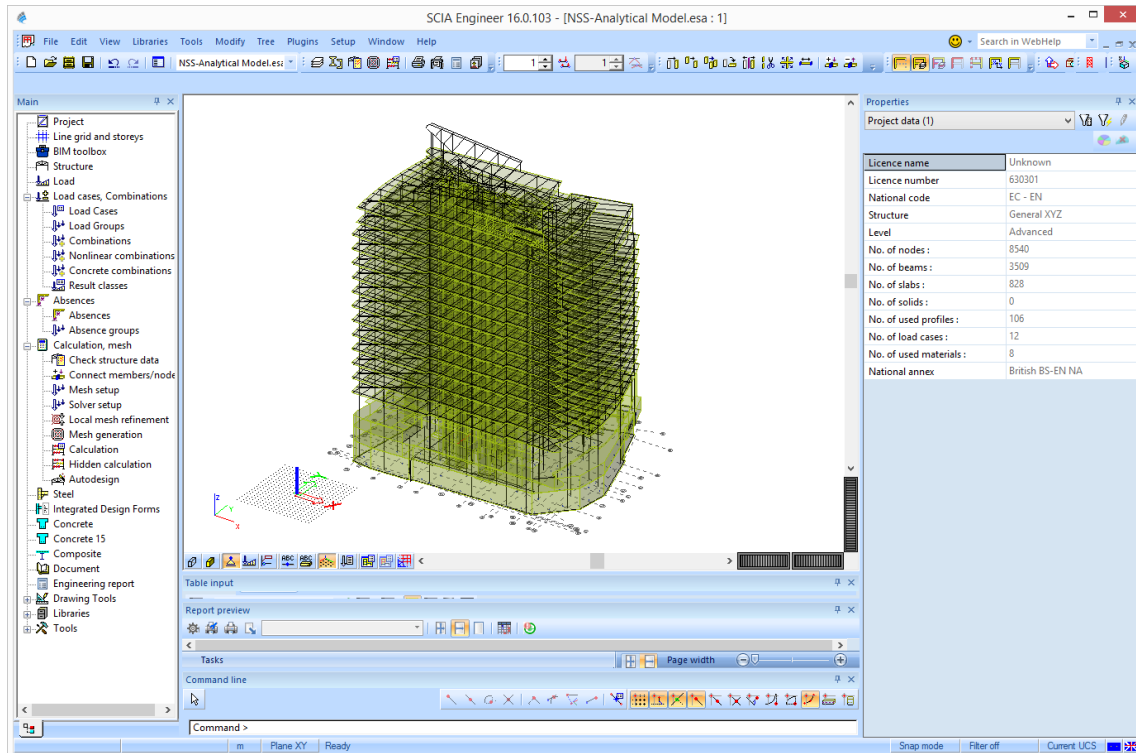 SCIA Engineer 16.0.103 - [NSS-Analytical Model.esa : 1]
File Edit View Libraries Tools Modify Tree Plugins Setup Window Help
Search in WebHelp
NSS-Analytical Model.esa
1
1
Main
Project
Line grid and storeys
BIM toolbox
Structure
Load
Load cases, Combinations
Load Cases
Load Groups
Combinations
Nonlinear combinations
Concrete combinations
Result classes
Absences
Absences
Absence groups
Calculation, mesh
Check structure data
Connect members/node
Mesh setup
Solver setup
Local mesh refinement
Mesh generation
Calculation
Hidden calculation
Autodesign
Steel
Integrated Design Forms
Concrete
Concrete 15
Composite
Document
Engineering report
Drawing Tools
Libraries
Tools
z
y
x
ABC
ABC
Table input
Report preview
Tasks
Page width
Command line
Command >
Properties
Project data (1)
Licence name Unknown
Licence number 630301
National code EC - EN
Structure General XYZ
Level Advanced
No. of nodes : 8540
No. of beams : 3509
No. of slabs : 828
No. of solids : 0
No. of used profiles : 106
No. of load cases : 12
No. of used materials : 8
National annex British BS-EN NA
m Plane XY Ready Snap mode Filter off Current UCS